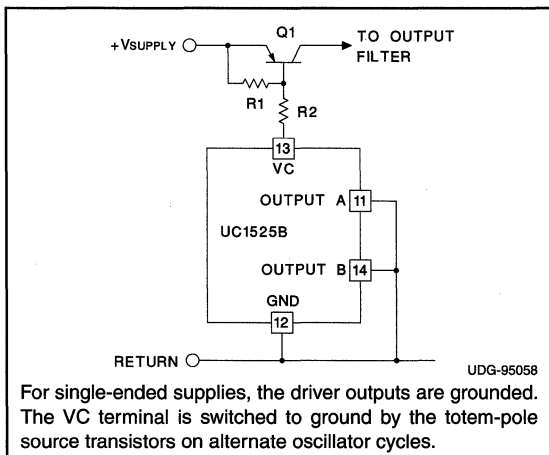 Q1
+VSUPPLY
TO OUTPUT
FILTER
R1
R2
13
VC
OUTPUT A 11
UC1525B
OUTPUT B 14
GND
12
RETURN
UDG-95058
For single-ended supplies, the driver outputs are grounded.
The VC terminal is switched to ground by the totem-pole
source transistors on alternate oscillator cycles.